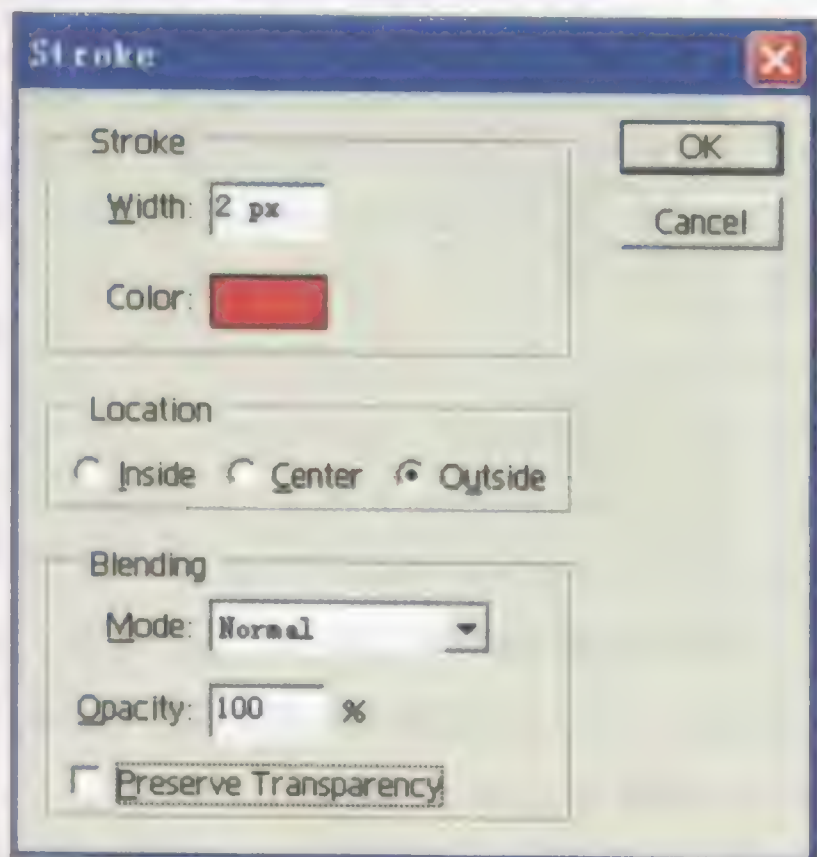 Stroke
Stroke
Width: 2 px
Color:
OK
Cancel
Location
Inside Center Outside
Blending
Mode: Normal
Opacity: 100 %
Preserve Transparency